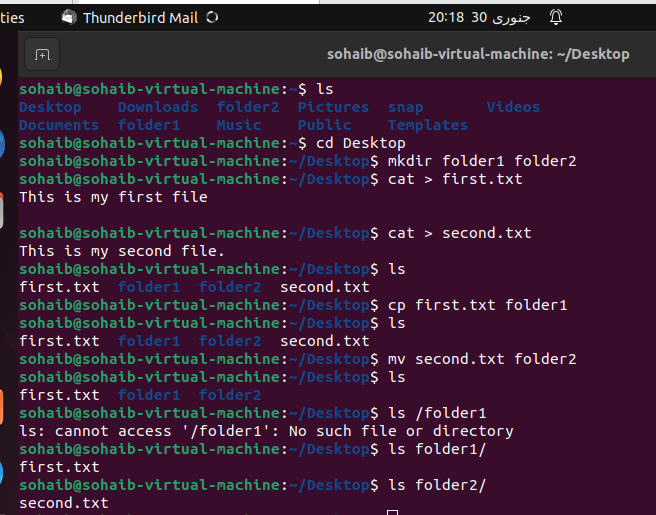 ties Thunderbird Mail 20:18 30 جنوری
sohaib@sohaib-virtual-machine: ~/Desktop
sohaib@sohaib-virtual-machine:~$ ls
Desktop Downloads folder2 Pictures snap Videos
Documents folder1 Music Public Templates
sohaib@sohaib-virtual-machine:~$ cd Desktop
sohaib@sohaib-virtual-machine:~/Desktop$ mkdir folder1 folder2
sohaib@sohaib-virtual-machine:~/Desktop$ cat > first.txt
This is my first file
sohaib@sohaib-virtual-machine:~/Desktop$ cat > second.txt
This is my second file.
sohaib@sohaib-virtual-machine:~/Desktop$ ls
first.txt folder1 folder2 second.txt
sohaib@sohaib-virtual-machine:~/Desktop$ cp first.txt folder1
sohaib@sohaib-virtual-machine:~/Desktop$ ls
first.txt folder1 folder2 second.txt
sohaib@sohaib-virtual-machine:~/Desktop$ mv second.txt folder2
sohaib@sohaib-virtual-machine:~/Desktop$ ls
first.txt folder1 folder2
sohaib@sohaib-virtual-machine:~/Desktop$ ls /folder1
ls: cannot access '/folder1': No such file or directory
sohaib@sohaib-virtual-machine:~/Desktop$ ls folder1/
first.txt
sohaib@sohaib-virtual-machine:~/Desktop$ ls folder2/
second.txt